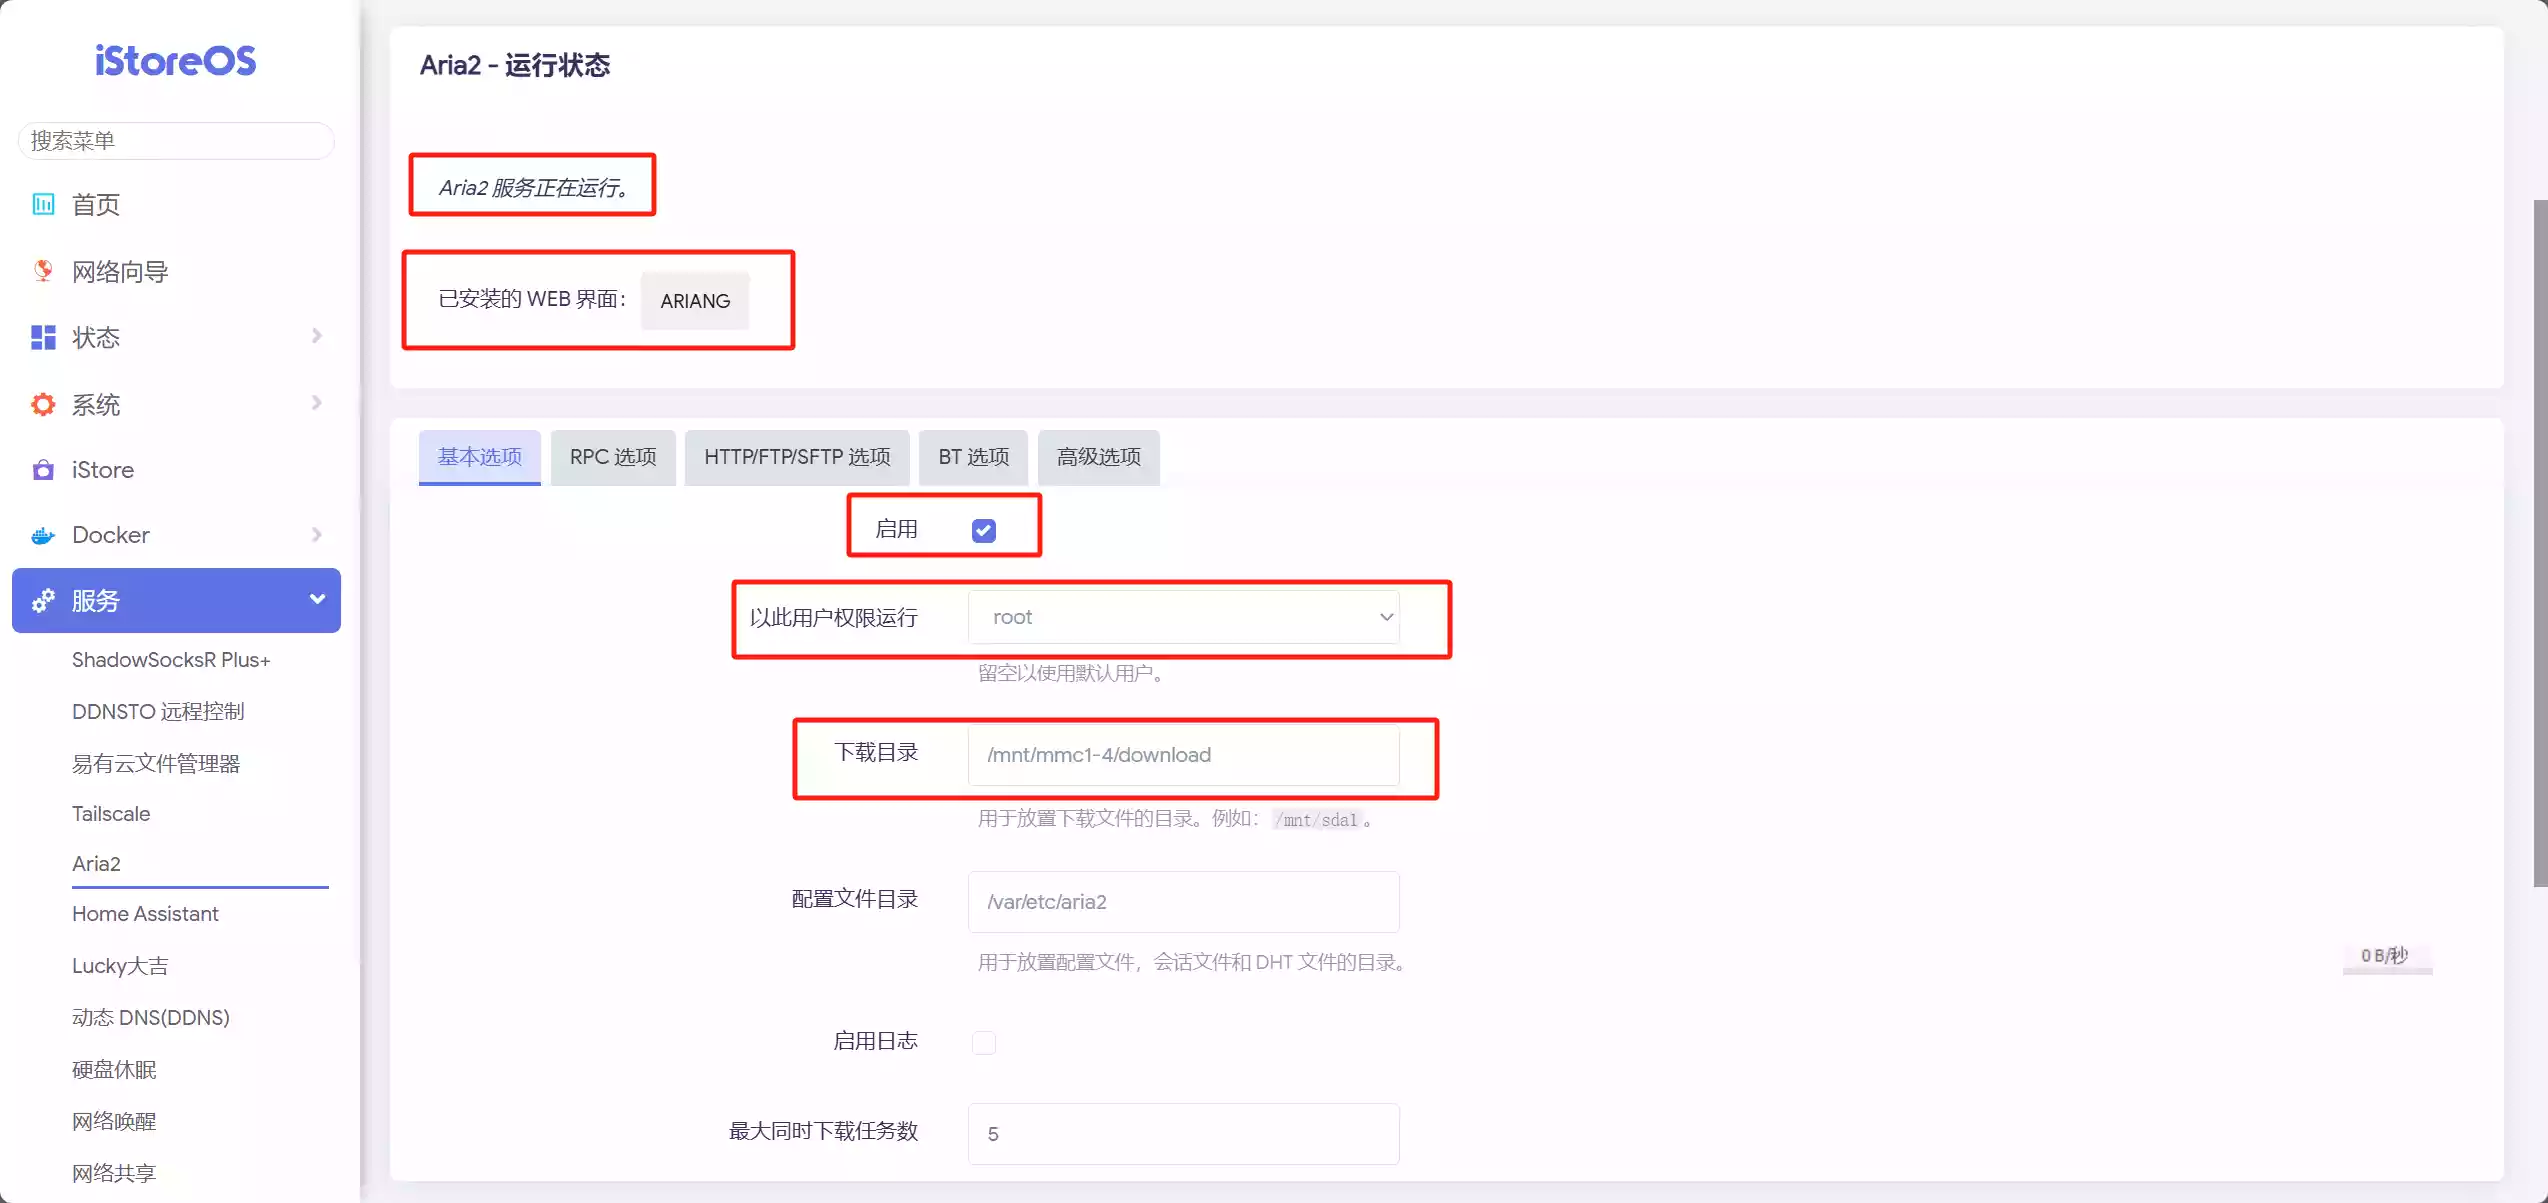 iStoreOS
搜索菜单
首页
网络向导
状态
系统
iStore
Docker
服务
ShadowSocksR Plus+
DDNSTO 远程控制
易有云文件管理器
Tailscale
Aria2
Home Assistant
Lucky大吉
动态 DNS(DDNS)
硬盘休眠
网络唤醒
网络共享
Aria2 - 运行状态
Aria2 服务正在运行。
已安装的 WEB 界面： ARIANG
基本选项 RPC 选项 HTTP/FTP/SFTP 选项 BT 选项 高级选项
启用
以此用户权限运行 root
留空以使用默认用户。
下载目录 /mnt/mmc1-4/download
用于放置下载文件的目录。例如： /mnt/sda1 。
配置文件目录 /var/etc/aria2
用于放置配置文件，会话文件和 DHT 文件的目录。
0 B/秒
启用日志
最大同时下载任务数 5